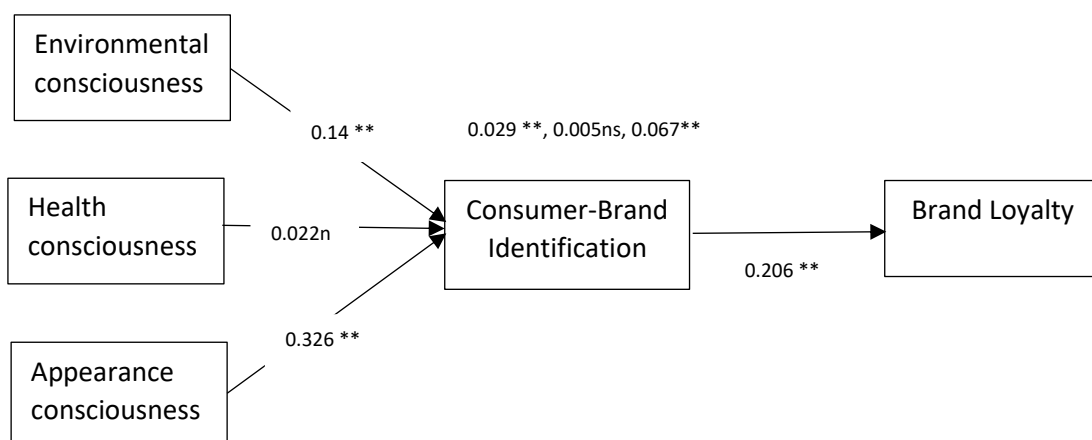 Environmental
consciousness
0.14 **
0.029 **, 0.005ns, 0.067**
Health
consciousness
0.022n
Consumer-Brand
Identification
Brand Loyalty
0.206 **
0.326 **
Appearance
consciousness